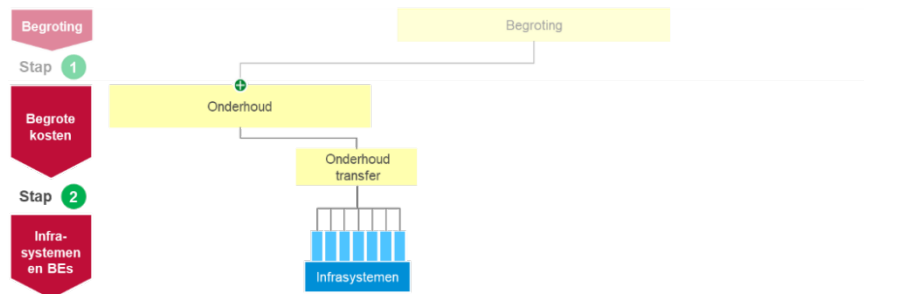 Begroting
Begroting
Stap 1
Begrote
kosten
Onderhoud
Onderhoud
transfer
Stap 2
Infra-
systemen
en BEs
Infrasystemen